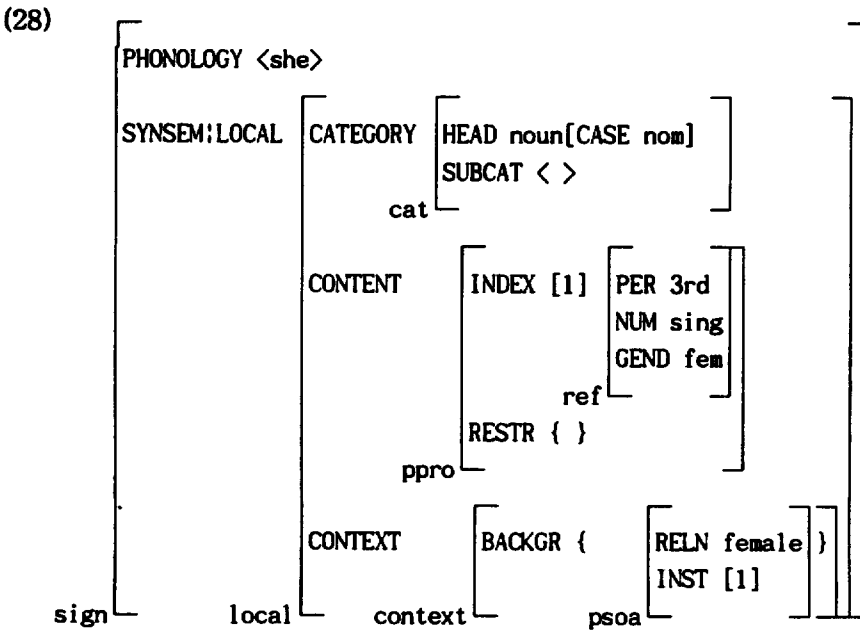 (28)
PHONOLOGY <she>
SYNSEM¦LOCAL CATEGORY HEAD noun[CASE nom]
SUBCAT < >
cat
CONTENT INDEX [1] PER 3rd
NUM sing
GEND fem
ref
RESTR { }
ppro
CONTEXT BACKGR { RELN female }
INST [1]
sign local context psoa